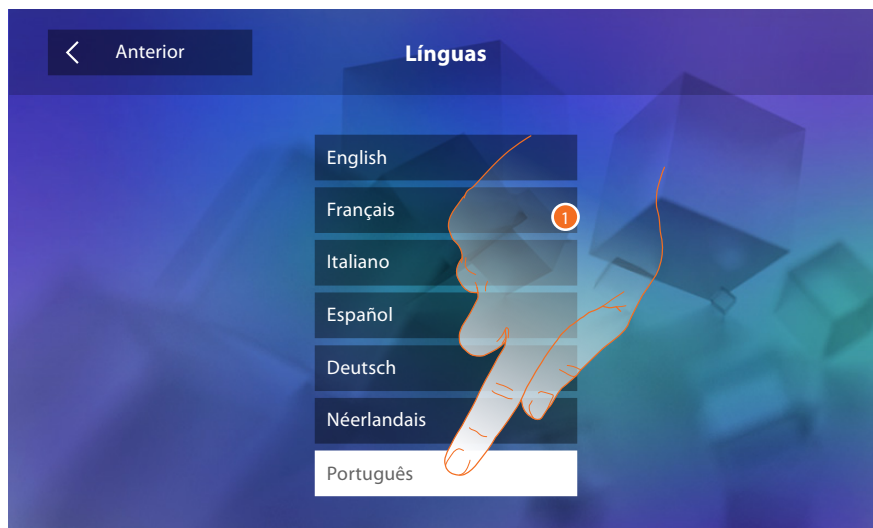 Anterior
Línguas
English
Français
1
Italiano
Español
Deutsch
Néerlandais
Português